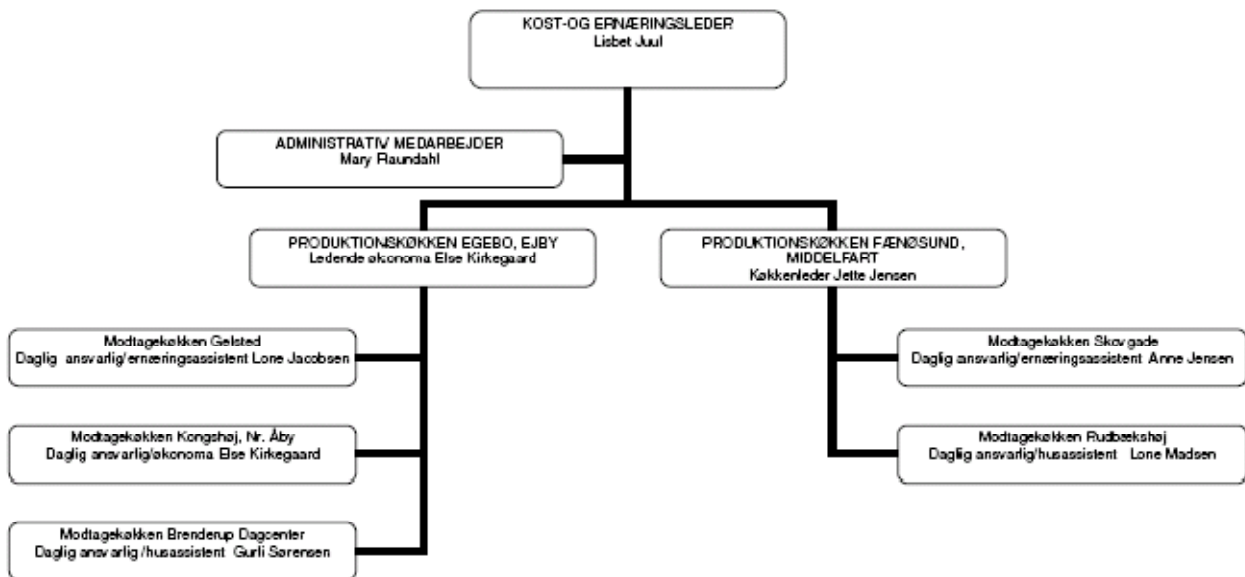 KOST-OG ERNÆRINGSLEDER
Lisbet Juul
ADMINISTRATIV MEDARBEJDER
Mary Raundahl
PRODUKTIONSKØKKEN EGEBO, EJBY
Ledende økonoma Else Kirkegaard
PRODUKTIONSKØKKEN FÆNØSUND,
MIDDELFART
Køkkenleder Jette Jensen
Modtagekøkken Gelsted
Daglig ansvarlig/ernæringsassistent Lone Jacobsen
Modtagekøkken Skovgade
Daglig ansvarlig/ernæringsassistent Anne Jensen
Modtagekøkken Kongshøj, Nr. Åby
Daglig ansvarlig/økonoma Else Kirkegaard
Modtagekøkken Rudbækshøj
Daglig ansvarlig/husassistent Lone Madsen
Modtagekøkken Brenderup Dagcenter
Daglig ansvarlig/husassistent Gurli Sørensen